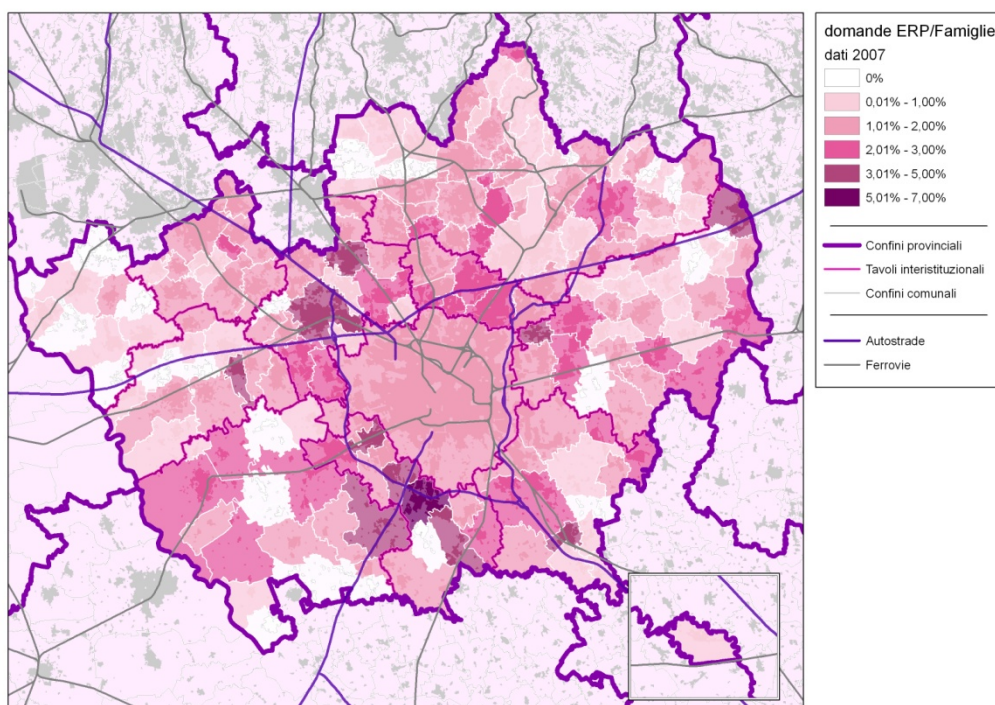 domande ERP/Famiglie
dati 2007
0%
0,01% - 1,00%
1,01% - 2,00%
2,01% - 3,00%
3,01% - 5,00%
5,01% - 7,00%
Confini provinciali
Tavoli interistituzionali
Confini comunali
Autostrade
Ferrovie